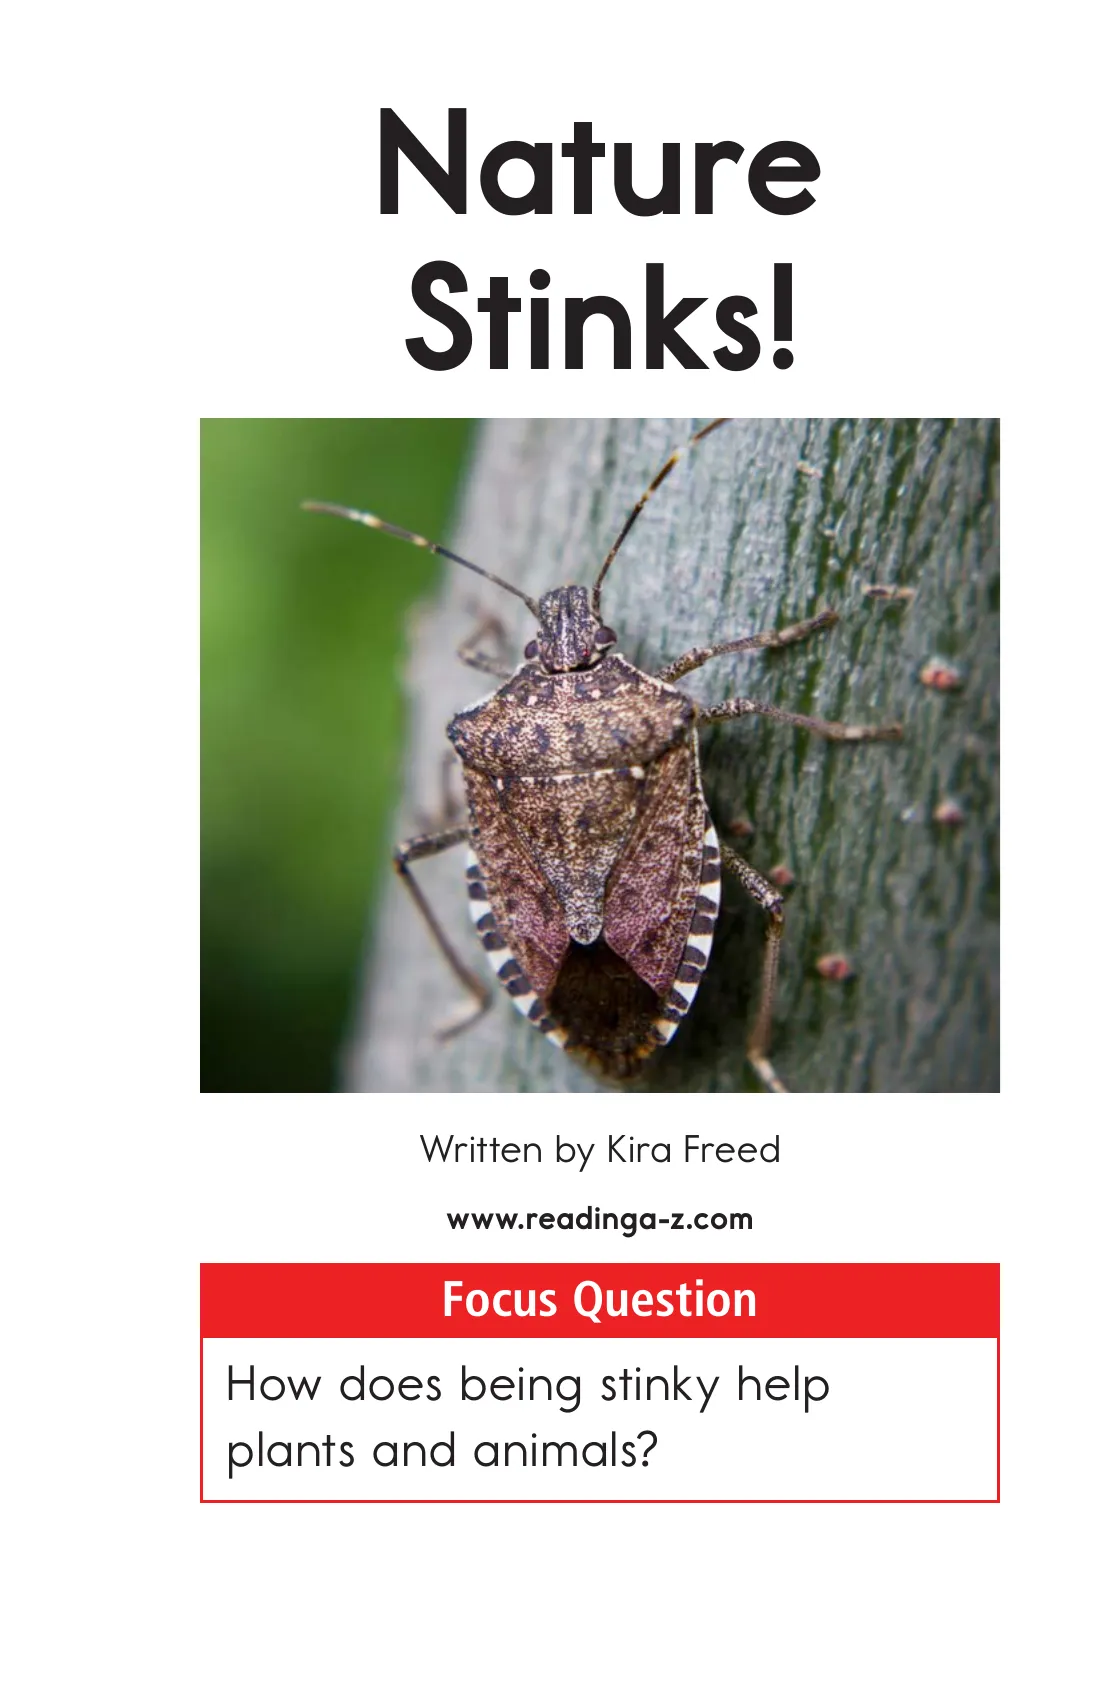 Nature
Stinks!
Written by Kira Freed
www.readinga-z.com
Focus Question
How does being stinky help
plants and animals?